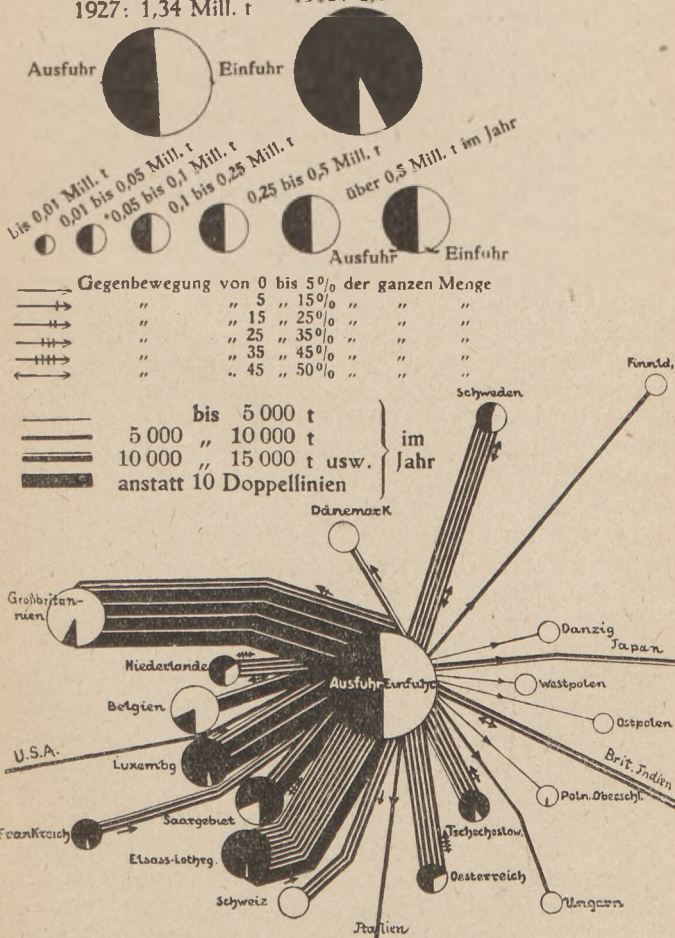 1927: 1,34 Mill. t
Ausfuhr
Einfuhr
bis 0,01 Mill. t
0,01 bis 0,05 Mill. t
0,05 bis 0,1 Mill. t
0,1 bis 0,25 Mill. t
0,25 bis 0,5 Mill. t
über 0,5 Mill. t im Jahr
Ausfuhr
Einfuhr
Gegenbewegung von 0 bis 5% der ganzen Menge
„ „ 5 „ 15% „ „ „
„ „ 15 „ 25% „ „ „
„ „ 25 „ 35% „ „ „
„ „ 35 „ 45% „ „ „
„ „ 45 „ 50% „ „ „
bis 5 000 t
5 000 „ 10 000 t
10 000 „ 15 000 t usw.
anstatt 10 Doppellinien
im
Jahr
Finnld.
Schweden
Dänemark
Großbritan-
nien
Danzig
Japan
Niederlande
Ausfuhr
Einfuhr
Westpolen
Belgien
Ostpolen
U.S.A.
Luxembg
Brit. Indien
Poln. Oberschl.
Saargebiet
Frankreich
Tschechoslow.
Elsass-Lothrg.
Oesterreich
Schweiz
Ungarn
Italien